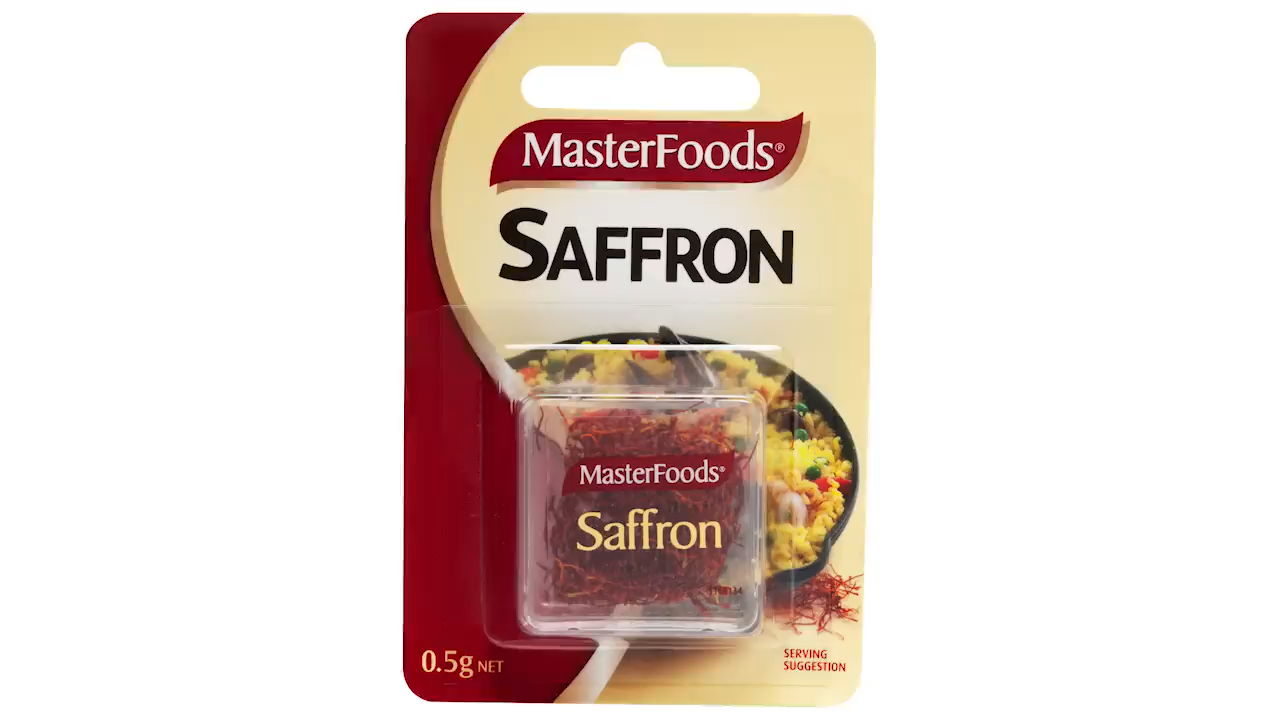 MasterFoods®
SAFFRON
MasterFoods®
Saffron
0.5g NET
SERVING
SUGGESTION